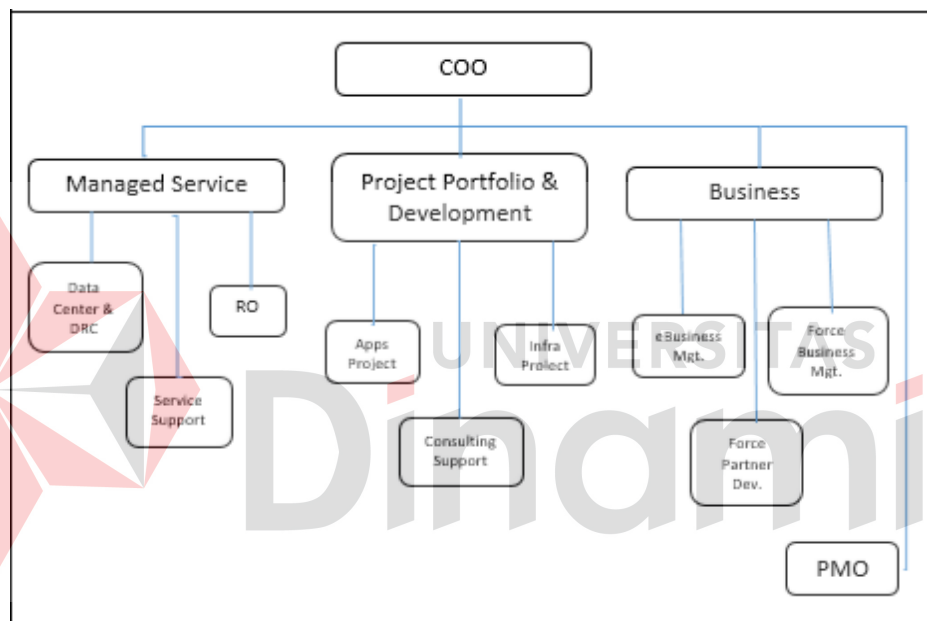 COO
Managed Service
Project Portfolio &
Development
Business
Data
Center &
DRC
RO
Service
Support
Apps
Project
Infra
Project
Consulting
Support
eBusiness
Mgt.
Force
Business
Mgt.
Force
Partner
Dev.
PMO
UNIVERSITAS
Dinami